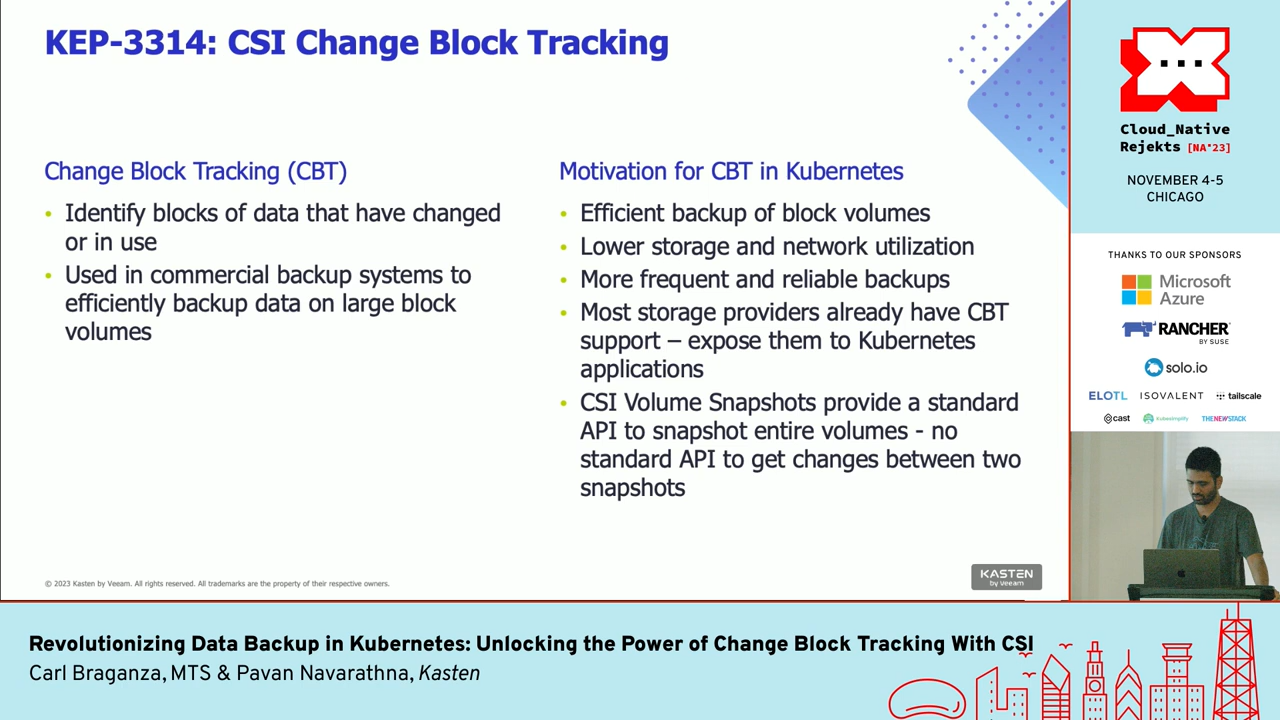 KEP-3314: CSI Change Block Tracking
Change Block Tracking (CBT)
• Identify blocks of data that have changed
or in use
• Used in commercial backup systems to
efficiently backup data on large block
volumes
Motivation for CBT in Kubernetes
• Efficient backup of block volumes
• Lower storage and network utilization
• More frequent and reliable backups
• Most storage providers already have CBT
support – expose them to Kubernetes
applications
• CSI Volume Snapshots provide a standard
API to snapshot entire volumes - no
standard API to get changes between two
snapshots
© 2023 Kasten by Veeam. All rights reserved. All trademarks are the property of their respective owners.
KASTEN
by Veeam
Cloud_Native
Rejekts [NA'23]
NOVEMBER 4-5
CHICAGO
THANKS TO OUR SPONSORS
Microsoft
Azure
RANCHER
BY SUSE
solo.io
ELOTL ISOVALENT tailscale
cast kubesimplify THENEWSTACK
Revolutionizing Data Backup in Kubernetes: Unlocking the Power of Change Block Tracking With CSI
Carl Braganza, MTS & Pavan Navarathna, Kasten